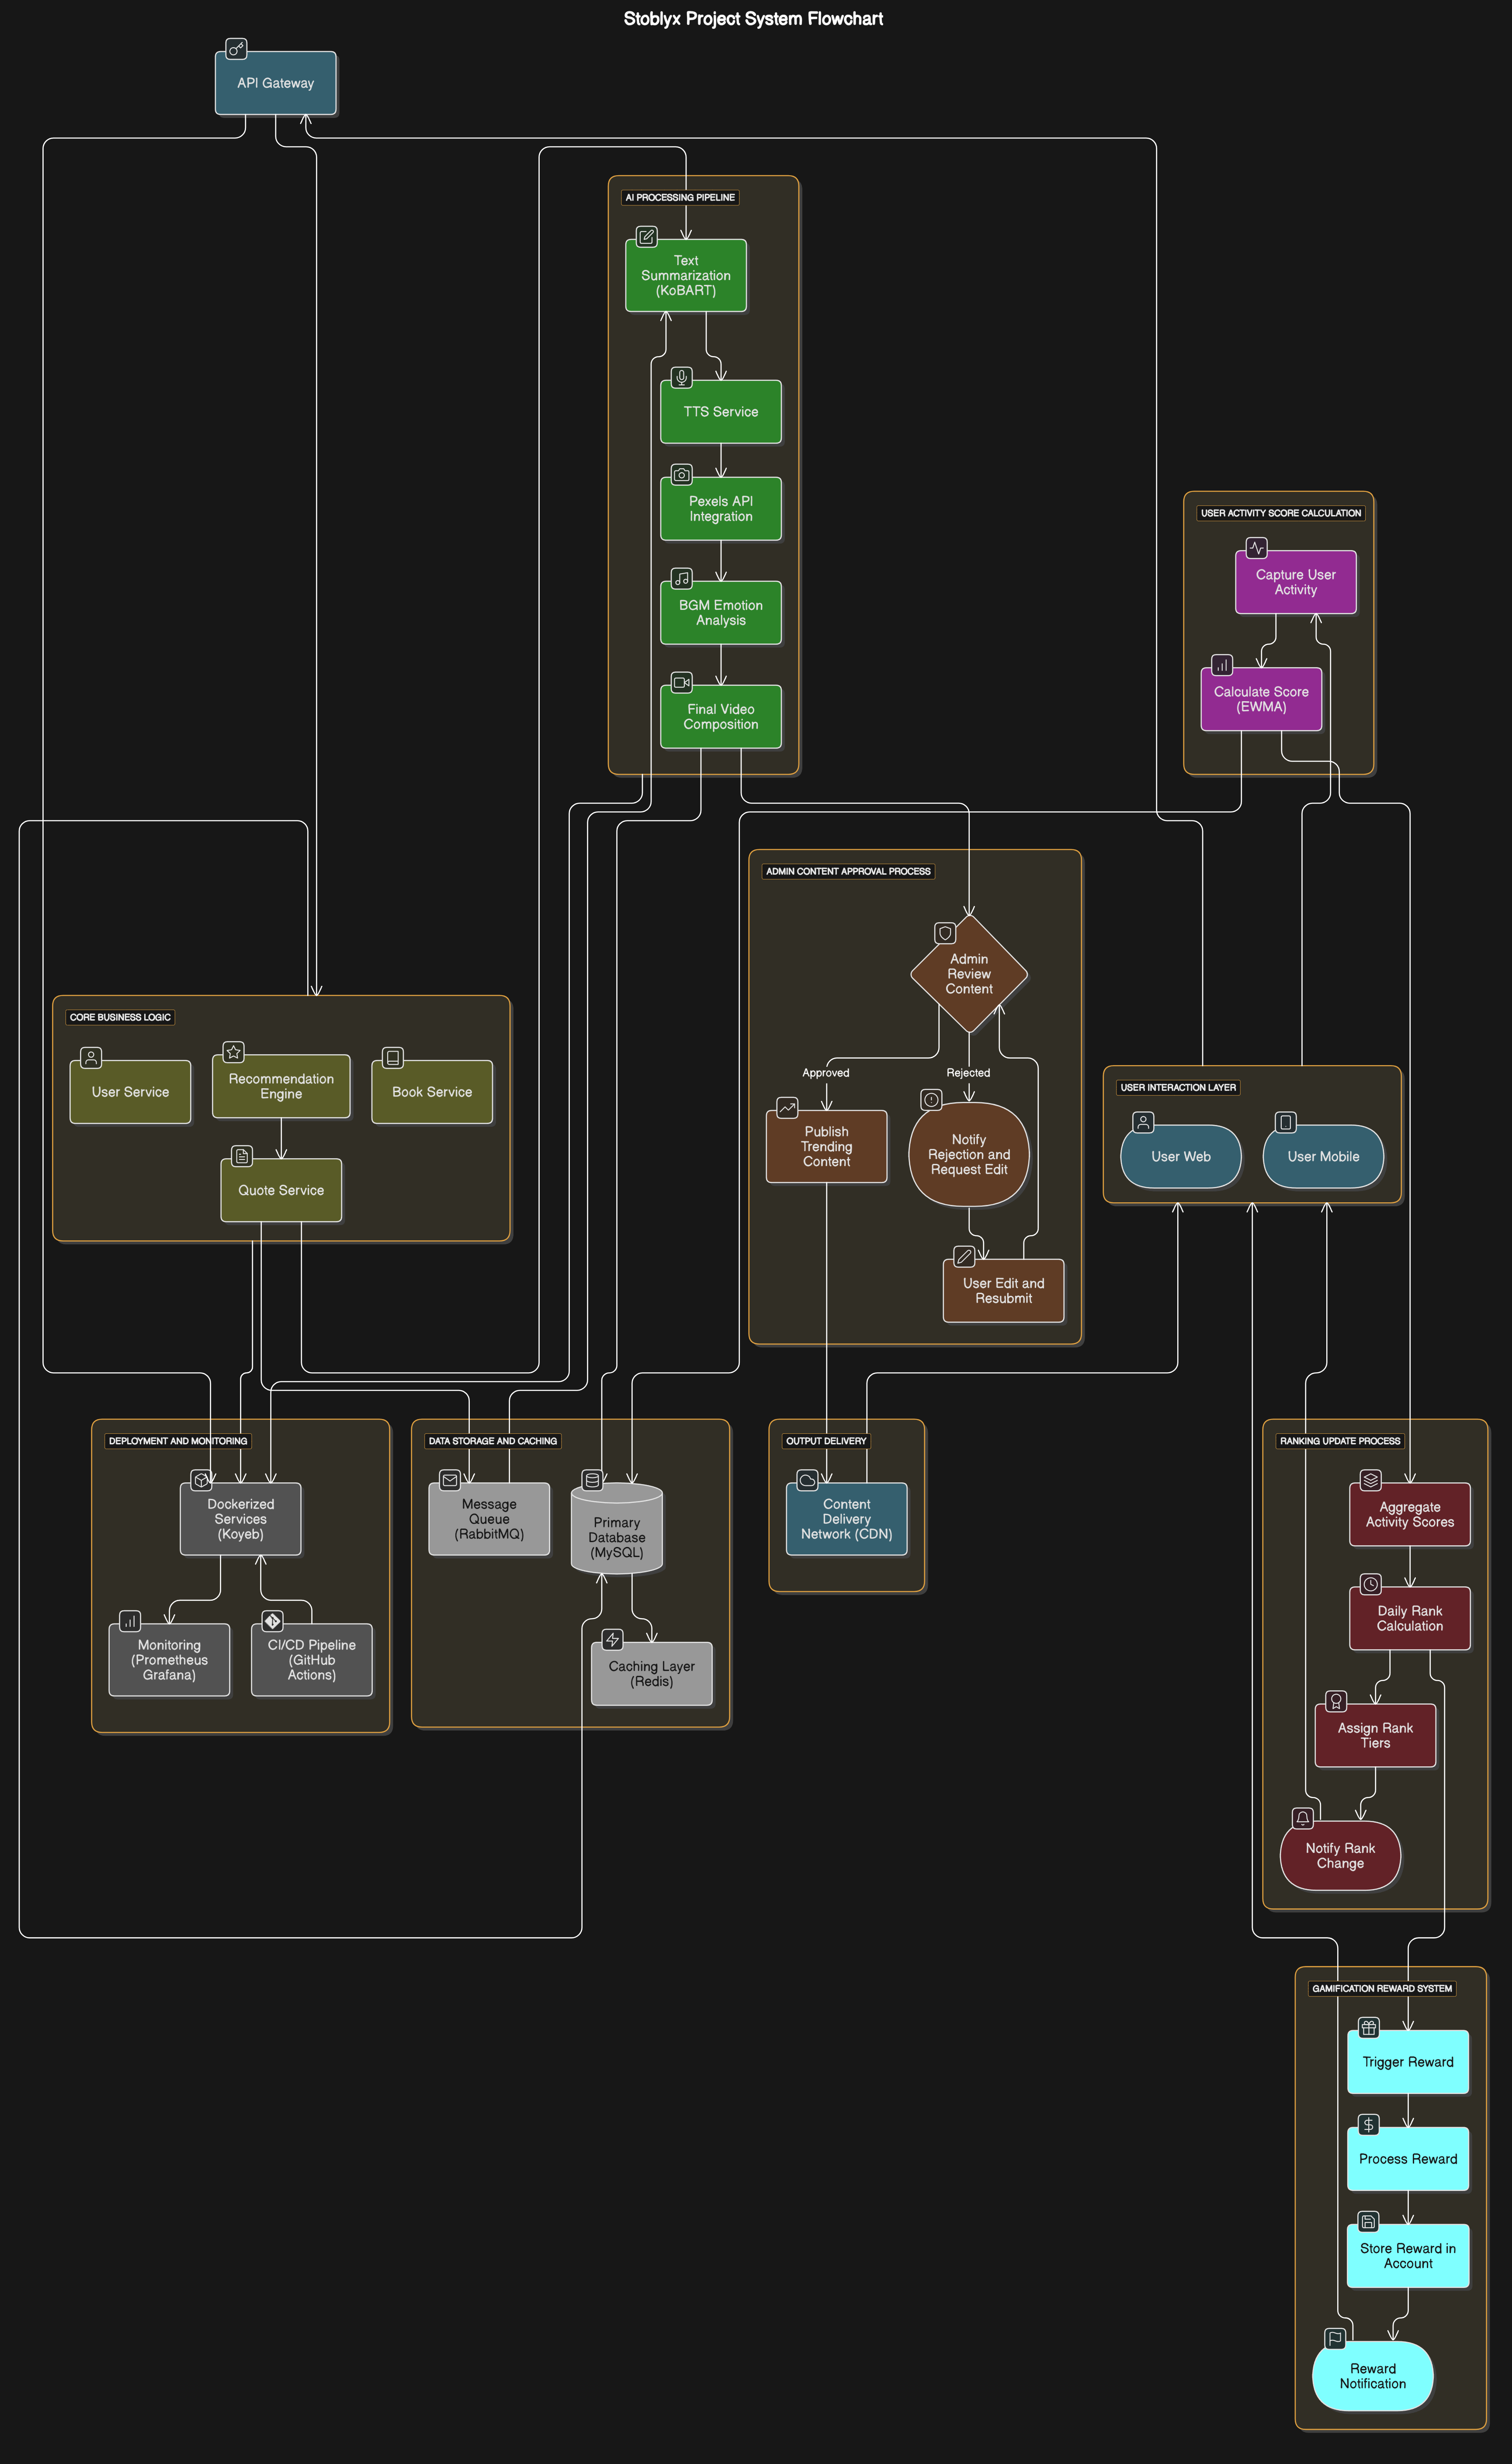 Stoblyx Project System Flowchart
API Gateway
AI PROCESSING PIPELINE
Text
Summarization
(KoBART)
TTS Service
Pexels API
Integration
BGM Emotion
Analysis
Final Video
Composition
USER ACTIVITY SCORE CALCULATION
Capture User
Activity
Calculate Score
(EWMA)
ADMIN CONTENT APPROVAL PROCESS
Admin
Review
Content
Approved
Rejected
Publish
Trending
Content
Notify
Rejection and
Request Edit
User Edit and
Resubmit
CORE BUSINESS LOGIC
User Service
Recommendation
Engine
Book Service
Quote Service
USER INTERACTION LAYER
User Web
User Mobile
DEPLOYMENT AND MONITORING
Dockerized
Services
(Koyeb)
Monitoring
(Prometheus
Grafana)
CI/CD Pipeline
(GitHub
Actions)
DATA STORAGE AND CACHING
Message
Queue
(RabbitMQ)
Primary
Database
(MySQL)
Caching Layer
(Redis)
OUTPUT DELIVERY
Content
Delivery
Network (CDN)
RANKING UPDATE PROCESS
Aggregate
Activity Scores
Daily Rank
Calculation
Assign Rank
Tiers
Notify Rank
Change
GAMIFICATION REWARD SYSTEM
Trigger Reward
Process Reward
Store Reward in
Account
Reward
Notification